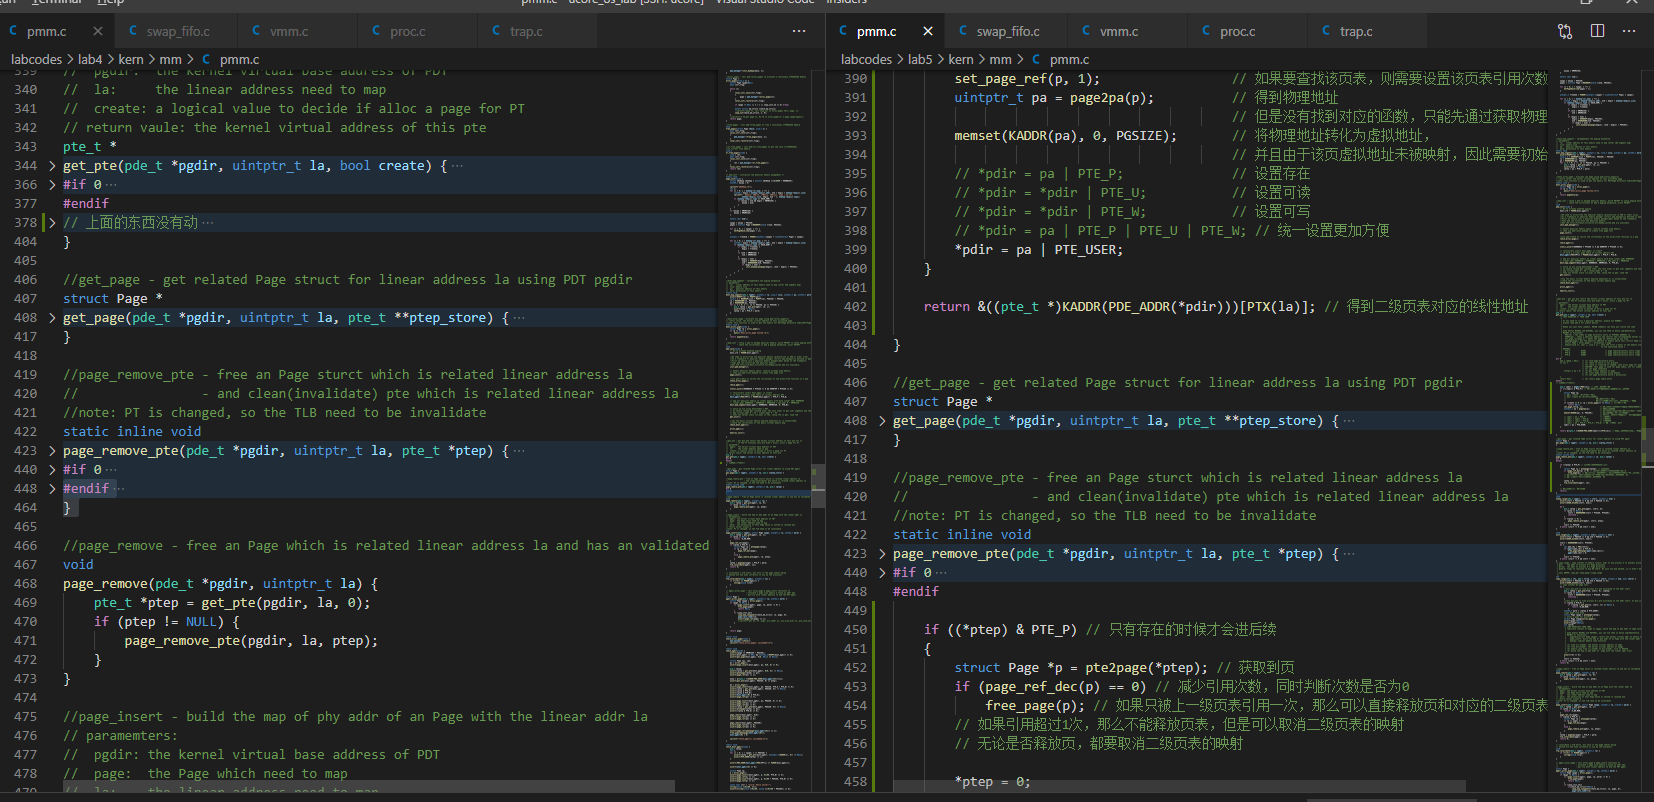 Terminal Help
pmm.c - ucore_os_lab [SSH: ucore] - Visual Studio Code - Insiders
C pmm.c × C swap_fifo.c C vmm.c C proc.c C trap.c ···
labcodes > lab4 > kern > mm > C pmm.c
339 // pgdir: the kernel virtual base address of PDT
340 // la: the linear address need to map
341 // create: a logical value to decide if alloc a page for PT
342 // return vaule: the kernel virtual address of this pte
343 pte_t *
344 > get_pte(pde_t *pgdir, uintptr_t la, bool create) { ···
366 > #if 0 ···
377 #endif
378 > // 上面的东西没有动 ···
404 }
405
406 //get_page - get related Page struct for linear address la using PDT pgdir
407 struct Page *
408 > get_page(pde_t *pgdir, uintptr_t la, pte_t **ptep_store) { ···
417 }
418
419 //page_remove_pte - free an Page sturct which is related linear address la
420 // - and clean(invalidate) pte which is related linear address la
421 //note: PT is changed, so the TLB need to be invalidate
422 static inline void
423 > page_remove_pte(pde_t *pgdir, uintptr_t la, pte_t *ptep) { ···
440 > #if 0 ···
448 > #endif ···
464 }
465
466 //page_remove - free an Page which is related linear address la and has an validated
467 void
468 page_remove(pde_t *pgdir, uintptr_t la) {
469 pte_t *ptep = get_pte(pgdir, la, 0);
470 if (ptep != NULL) {
471 page_remove_pte(pgdir, la, ptep);
472 }
473 }
474
475 //page_insert - build the map of phy addr of an Page with the linear addr la
476 // paramemters:
477 // pgdir: the kernel virtual base address of PDT
478 // page: the Page which need to map
479 // la: the linear address need to map
C pmm.c × C swap_fifo.c C vmm.c C proc.c C trap.c ···
labcodes > lab5 > kern > mm > C pmm.c
390 set_page_ref(p, 1); // 如果要查找该页表，则需要设置该页表引用次数
391 uintptr_t pa = page2pa(p); // 得到物理地址
392 // 但是没有找到对应的函数，只能先通过获取物理
393 memset(KADDR(pa), 0, PGSIZE); // 将物理地址转化为虚拟地址，
394 // 并且由于该页虚拟地址未被映射，因此需要初始
395 // *pdir = pa | PTE_P; // 设置存在
396 // *pdir = *pdir | PTE_U; // 设置可读
397 // *pdir = *pdir | PTE_W; // 设置可写
398 // *pdir = pa | PTE_P | PTE_U | PTE_W; // 统一设置更加方便
399 *pdir = pa | PTE_USER;
400 }
401
402 return &((pte_t *)KADDR(PDE_ADDR(*pdir)))[PTX(la)]; // 得到二级页表对应的线性地址
403
404 }
405
406 //get_page - get related Page struct for linear address la using PDT pgdir
407 struct Page *
408 > get_page(pde_t *pgdir, uintptr_t la, pte_t **ptep_store) { ···
417 }
418
419 //page_remove_pte - free an Page sturct which is related linear address la
420 // - and clean(invalidate) pte which is related linear address la
421 //note: PT is changed, so the TLB need to be invalidate
422 static inline void
423 > page_remove_pte(pde_t *pgdir, uintptr_t la, pte_t *ptep) { ···
440 > #if 0 ···
448 #endif
449
450 if ((*ptep) & PTE_P) // 只有存在的时候才会进后续
451 {
452 struct Page *p = pte2page(*ptep); // 获取到页
453 if (page_ref_dec(p) == 0) // 减少引用次数，同时判断次数是否为0
454 free_page(p); // 如果只被上一级页表引用一次，那么可以直接释放页和对应的二级页表
455 // 如果引用超过1次，那么不能释放页表，但是可以取消二级页表的映射
456 // 无论是否释放页，都要取消二级页表的映射
457
458 *ptep = 0;